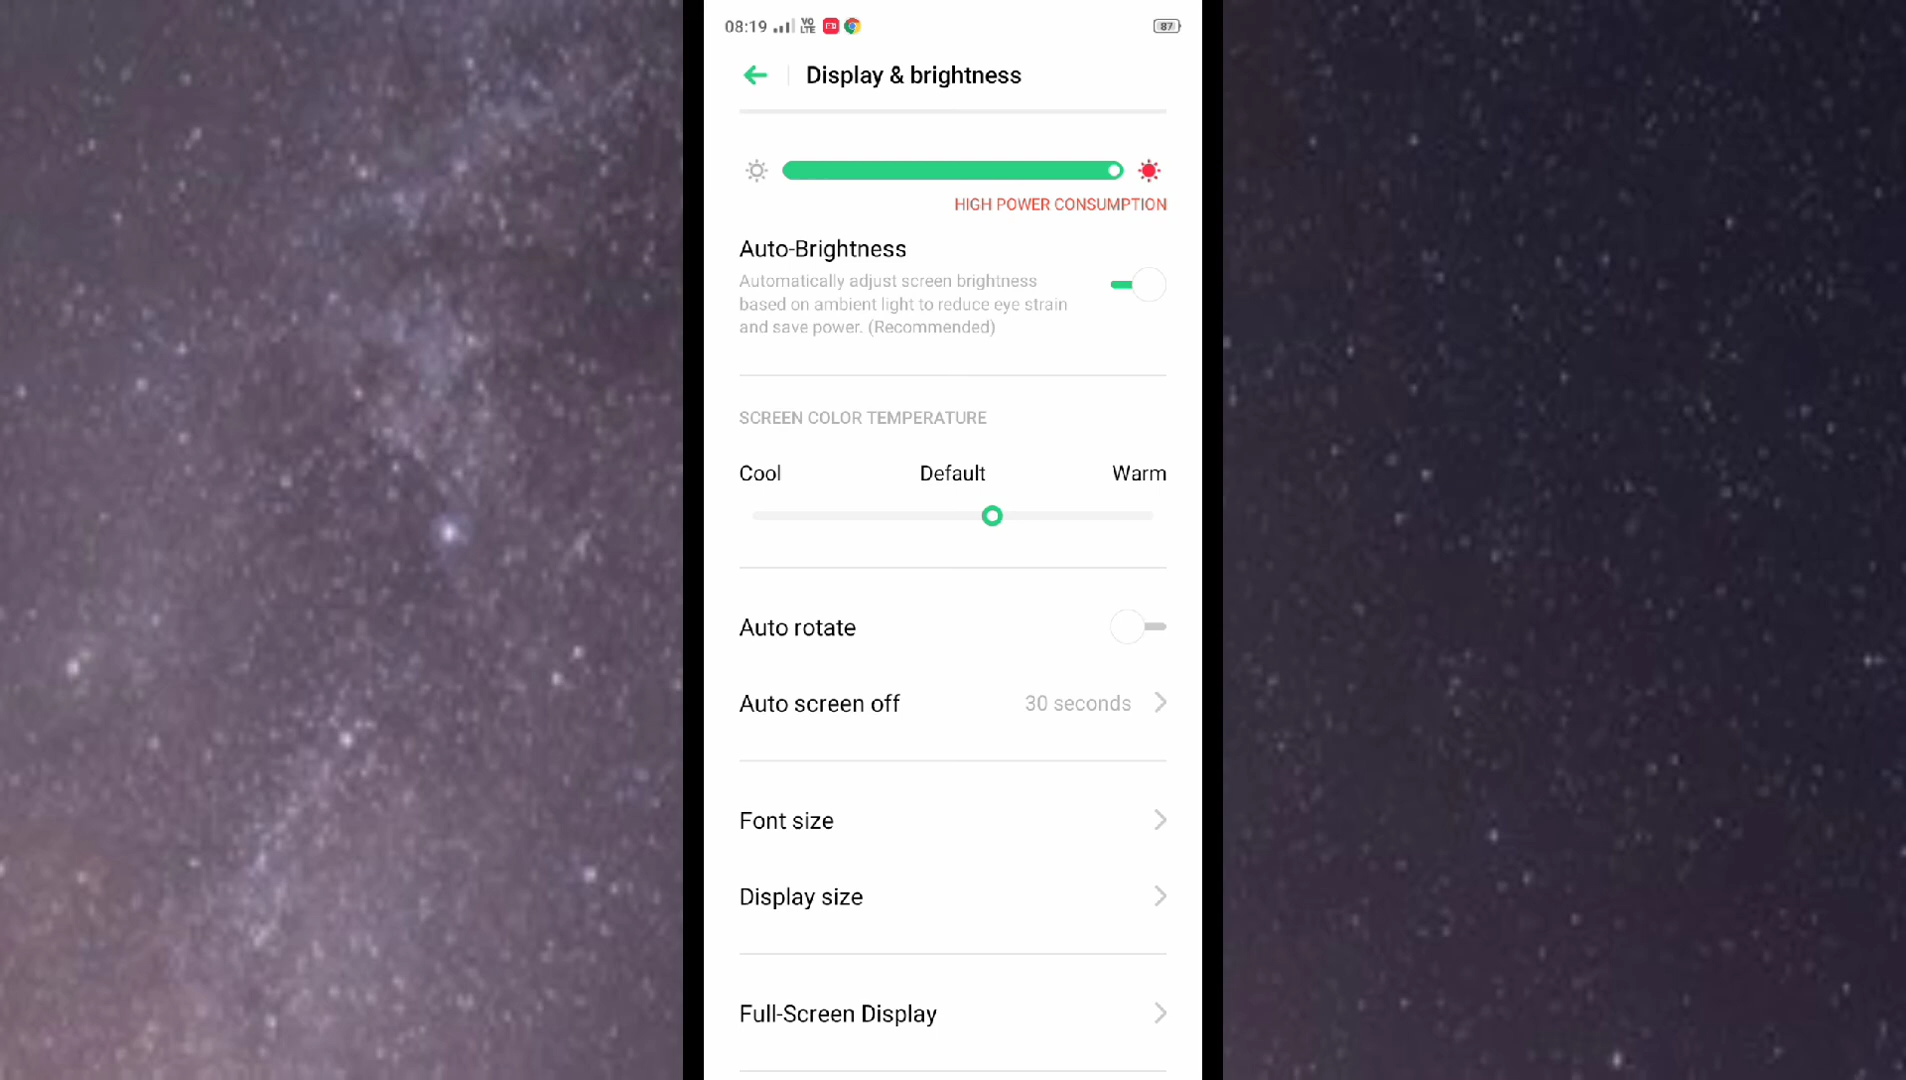 08:19 VO LTE 87
Display & brightness
HIGH POWER CONSUMPTION
Auto-Brightness
Automatically adjust screen brightness
based on ambient light to reduce eye strain
and save power. (Recommended)
SCREEN COLOR TEMPERATURE
Cool Default Warm
Auto rotate
Auto screen off 30 seconds
Font size
Display size
Full-Screen Display